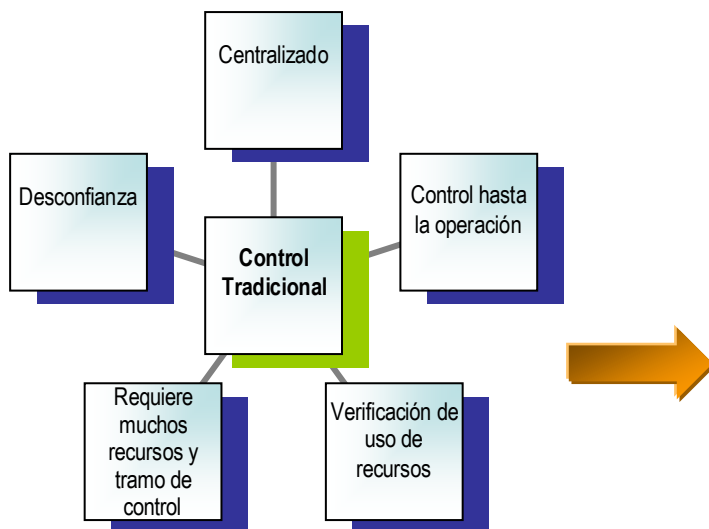 Centralizado
Desconfianza
Control hasta
la operación
Control
Tradicional
Requiere
muchos
recursos y
tramo de
control
Verificación de
uso de
recursos